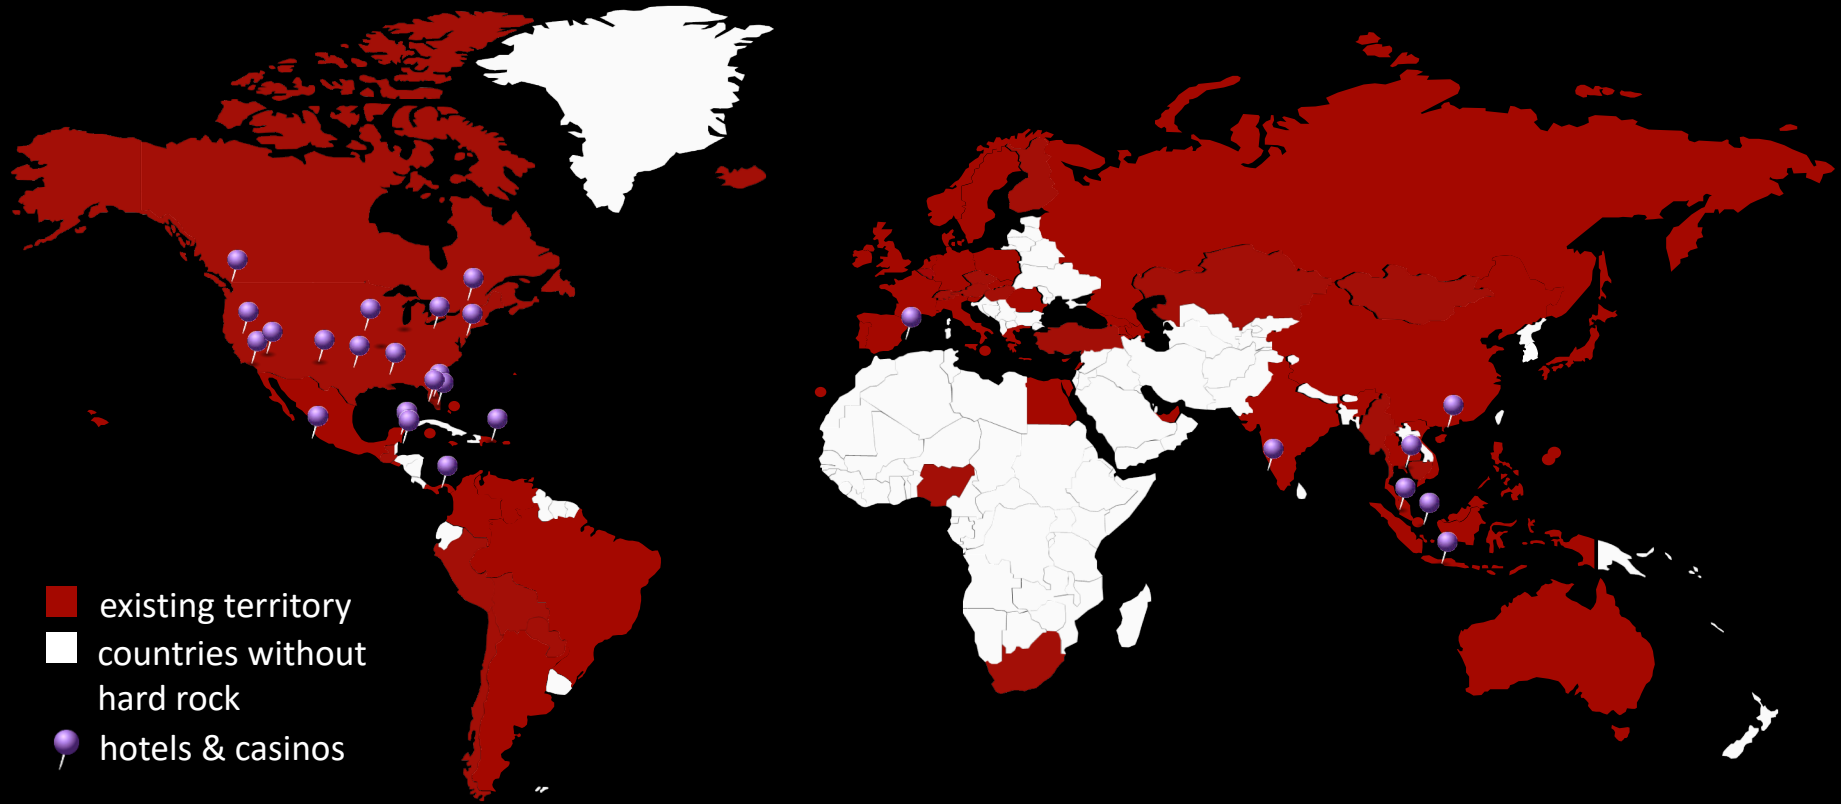 existing territory
countries without
hard rock
hotels & casinos